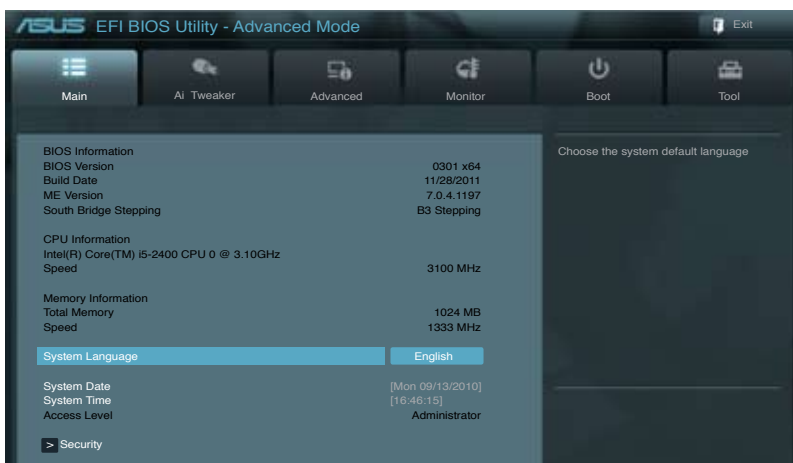 ASUS EFI BIOS Utility - Advanced Mode
Exit
Main
Ai Tweaker
Advanced
Monitor
Boot
Tool
BIOS Information
BIOS Version 0301 x64
Build Date 11/28/2011
ME Version 7.0.4.1197
South Bridge Stepping B3 Stepping
CPU Information
Intel(R) Core(TM) i5-2400 CPU 0 @ 3.10GHz
Speed 3100 MHz
Memory Information
Total Memory 1024 MB
Speed 1333 MHz
System Language English
System Date [Mon 09/13/2010]
System Time [16:46:15]
Access Level Administrator
> Security
Choose the system default language